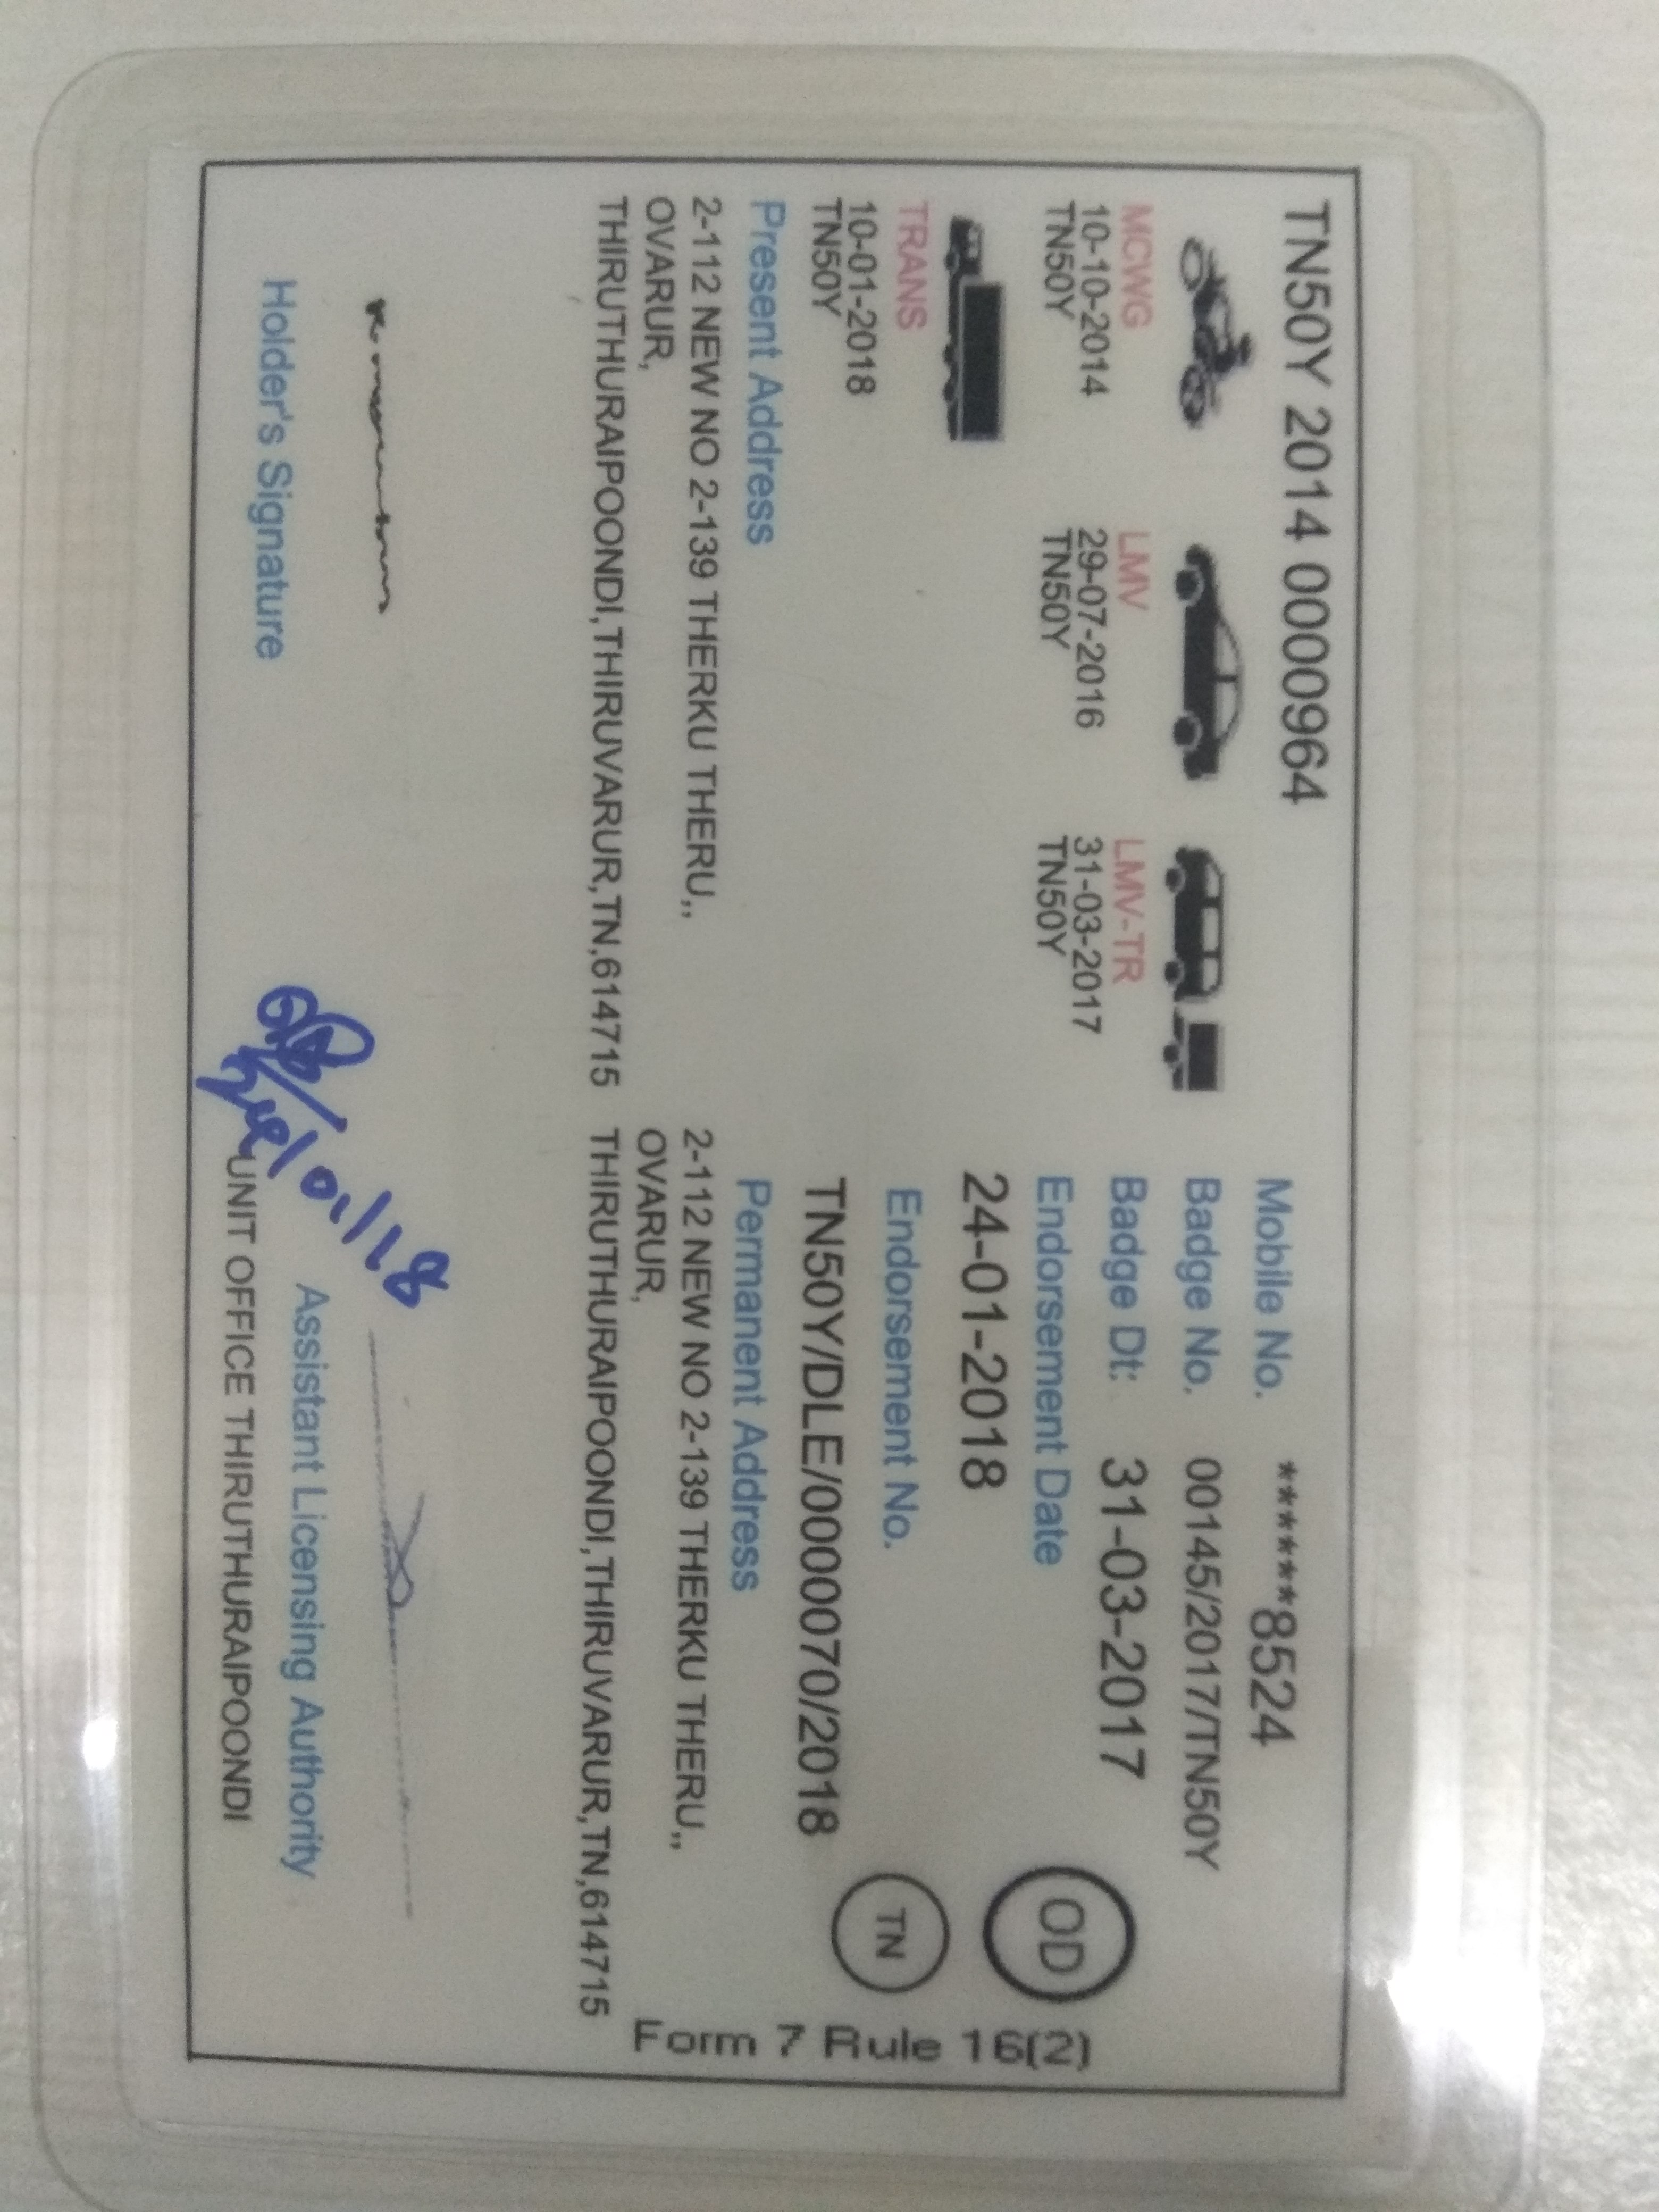 TN50Y 2014 0000964
MCWG
10-10-2014
TN50Y
LMV
29-07-2016
TN50Y
LMV-TR
31-03-2017
TN50Y
TRANS
10-01-2018
TN50Y
Mobile No. ******8524
Badge No. 00145/2017/TN50Y
Badge Dt: 31-03-2017
Endorsement Date
24-01-2018
Endorsement No.
TN50Y/DLE/0000070/2018
OD
TN
Form 7 Rule 16(2)
Present Address
2-112 NEW NO 2-139 THERKU THERU,,
OVARUR,
THIRUTHURAIPOONDI,THIRUVARUR,TN,614715
Permanent Address
2-112 NEW NO 2-139 THERKU THERU,,
OVARUR,
THIRUTHURAIPOONDI,THIRUVARUR,TN,614715
Holder's Signature
Assistant Licensing Authority
UNIT OFFICE THIRUTHURAIPOONDI